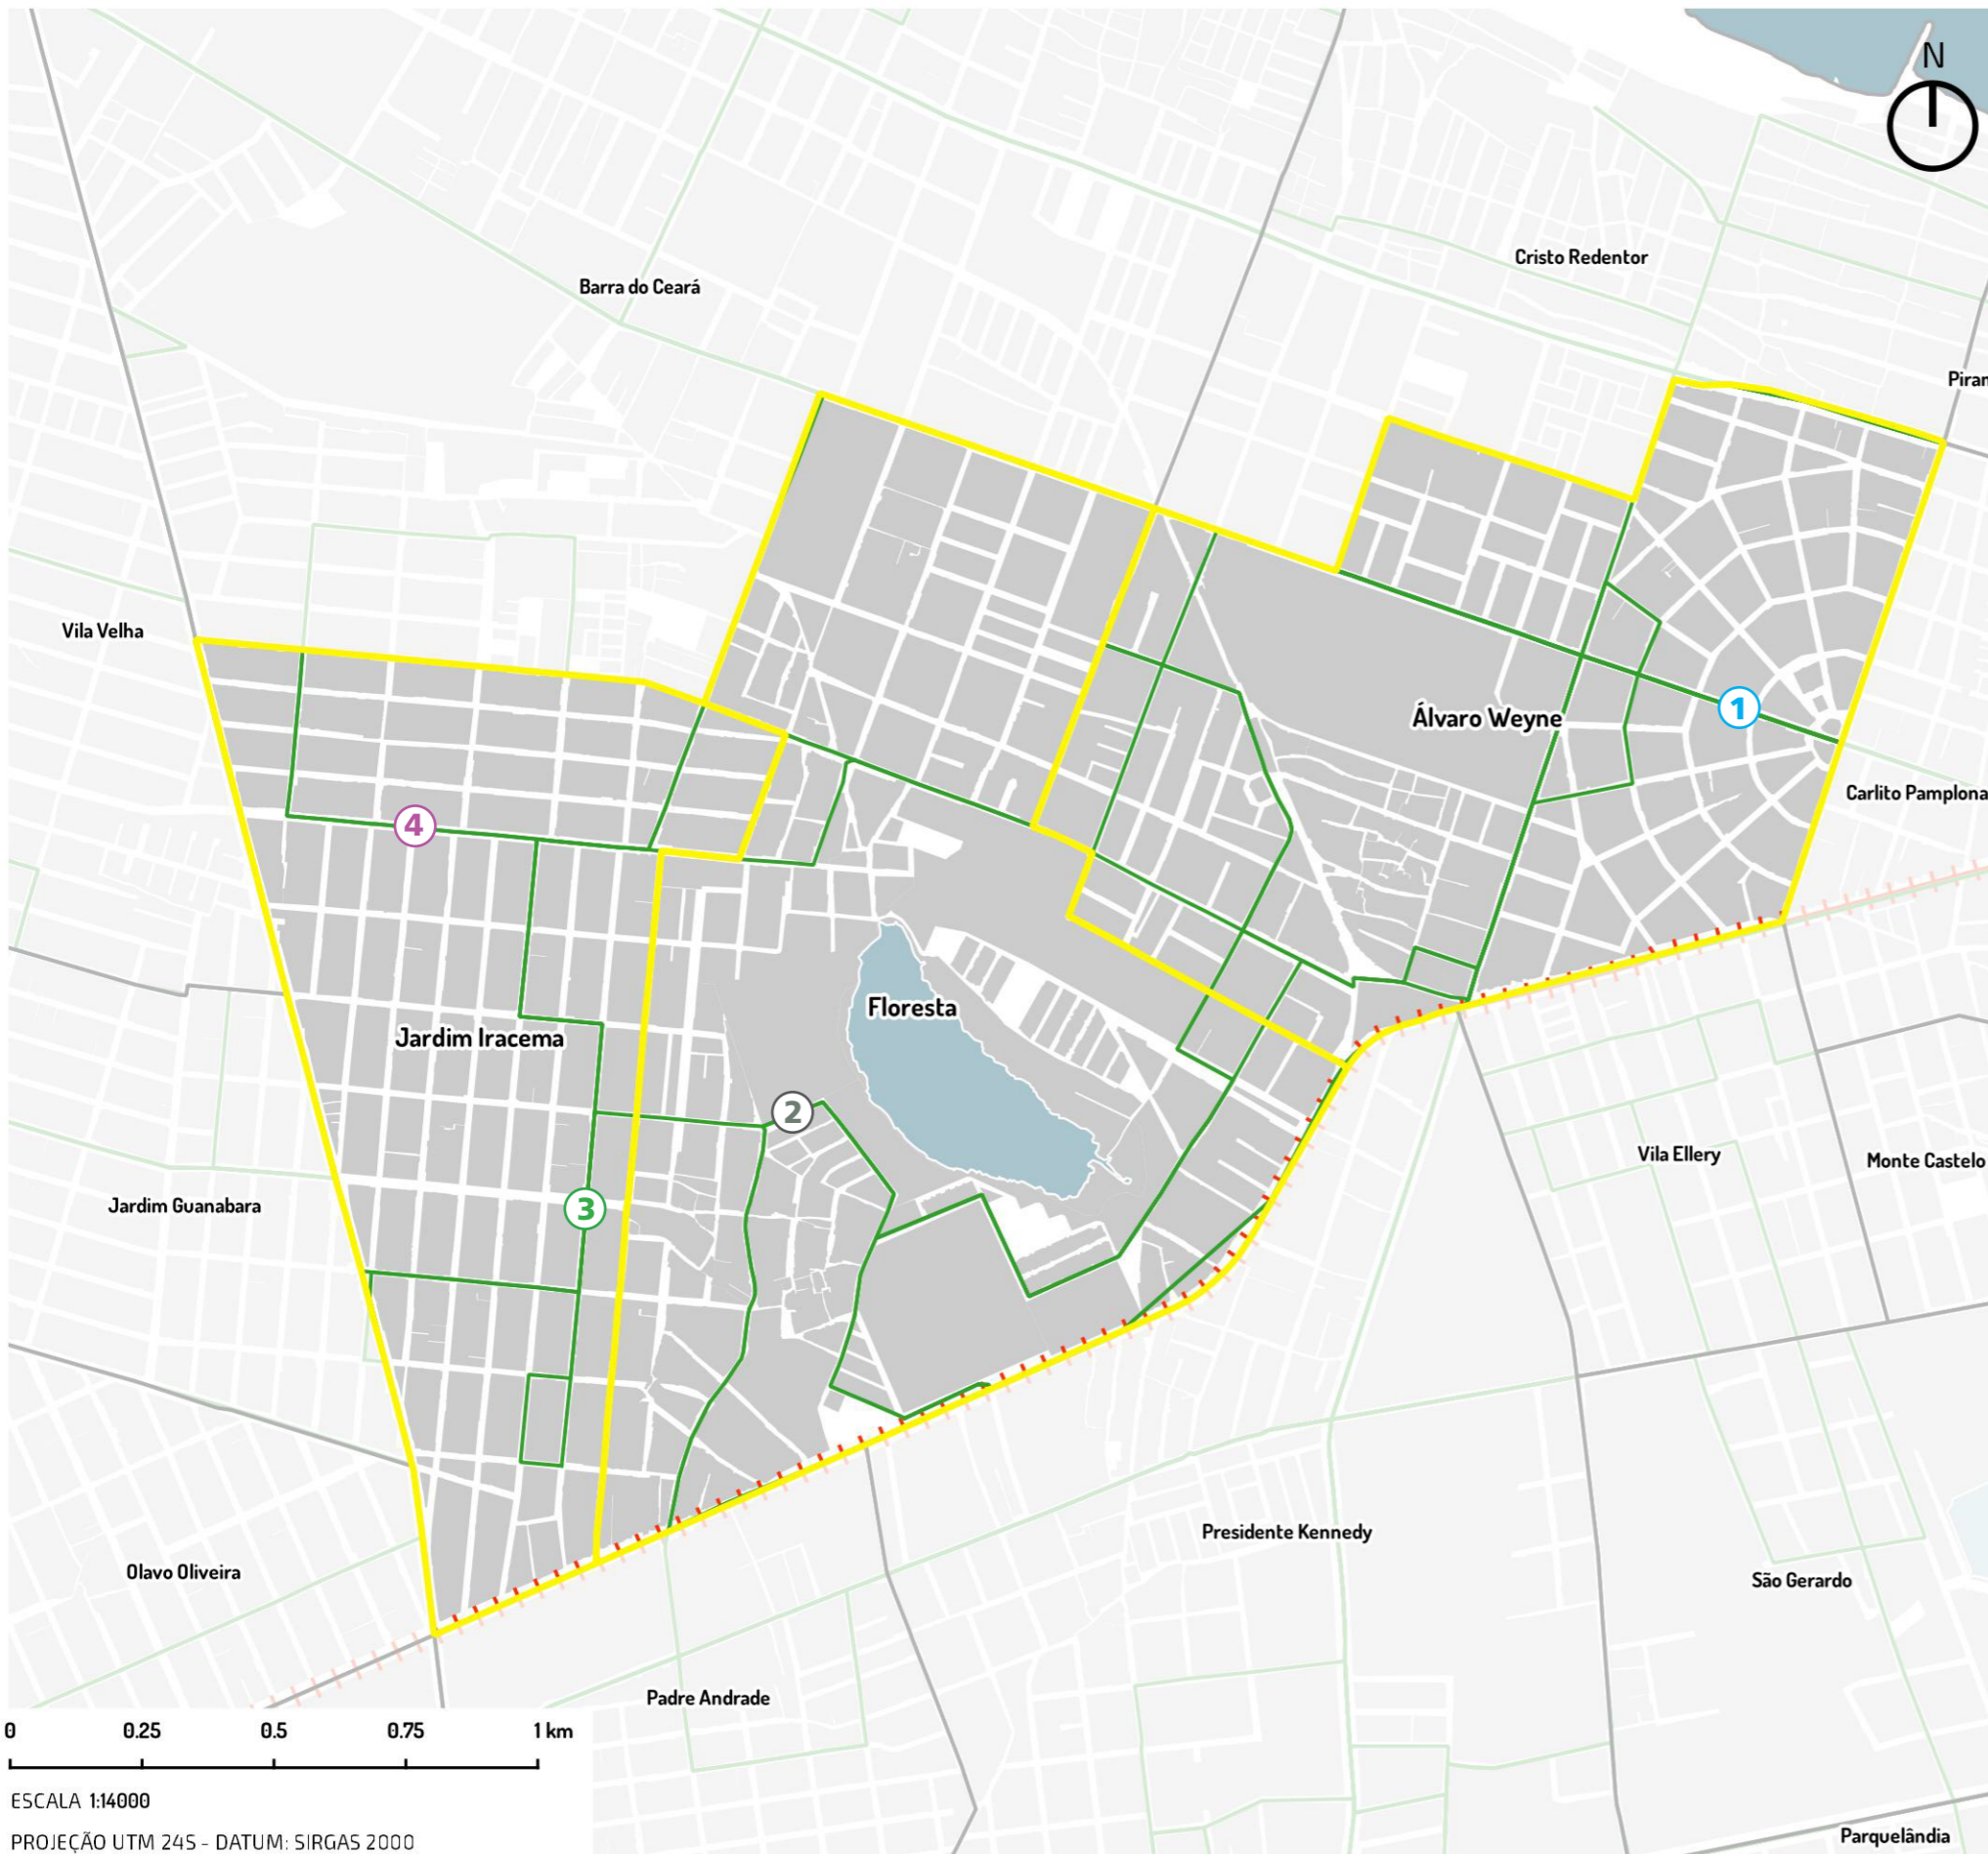 N
Cristo Redentor
Barra do Ceará
Piran
Vila Velha
1
Álvaro Weyne
Carlito Pamplona
4
Floresta
Jardim Iracema
2
Vila Ellery
Monte Castelo
Jardim Guanabara
3
Presidente Kennedy
Olavo Oliveira
São Gerardo
Padre Andrade
0 0.25 0.5 0.75 1 km
ESCALA 1:14000
Parquelândia
PROJEÇÃO UTM 24S - DATUM: SIRGAS 2000